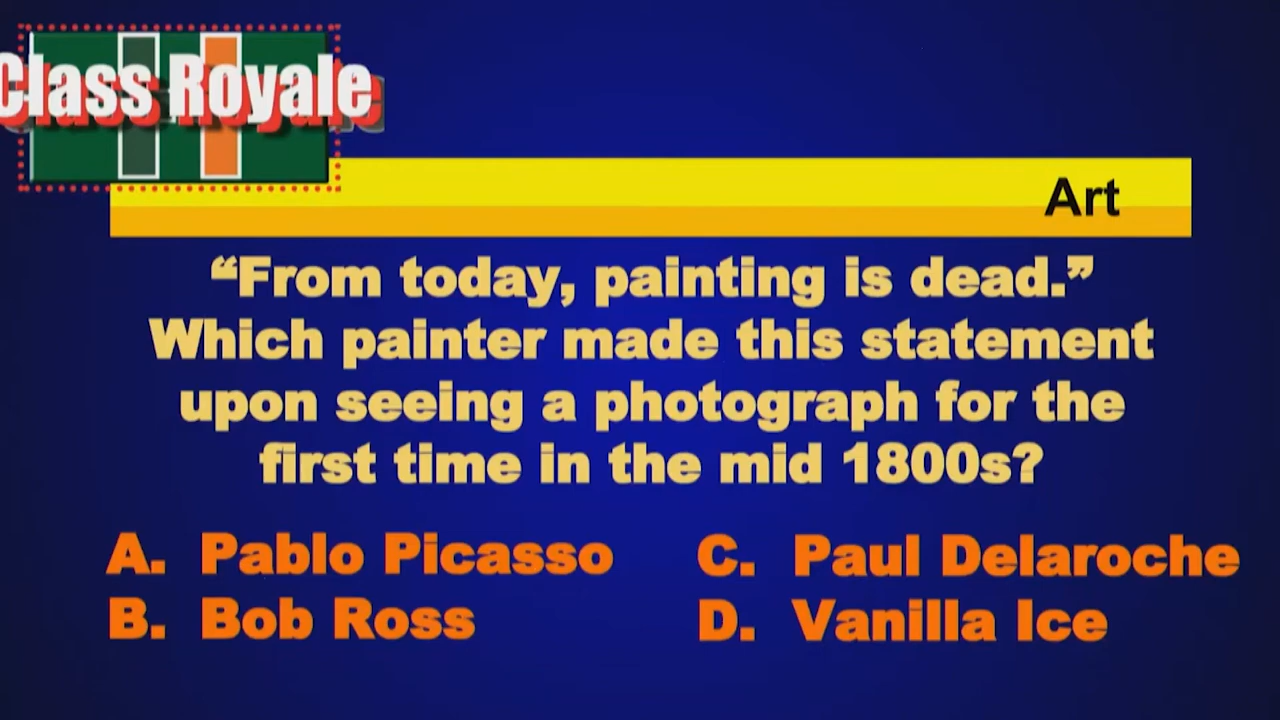 Class Royale
Art
“From today, painting is dead.”
Which painter made this statement
upon seeing a photograph for the
first time in the mid 1800s?
A. Pablo Picasso
B. Bob Ross
C. Paul Delaroche
D. Vanilla Ice